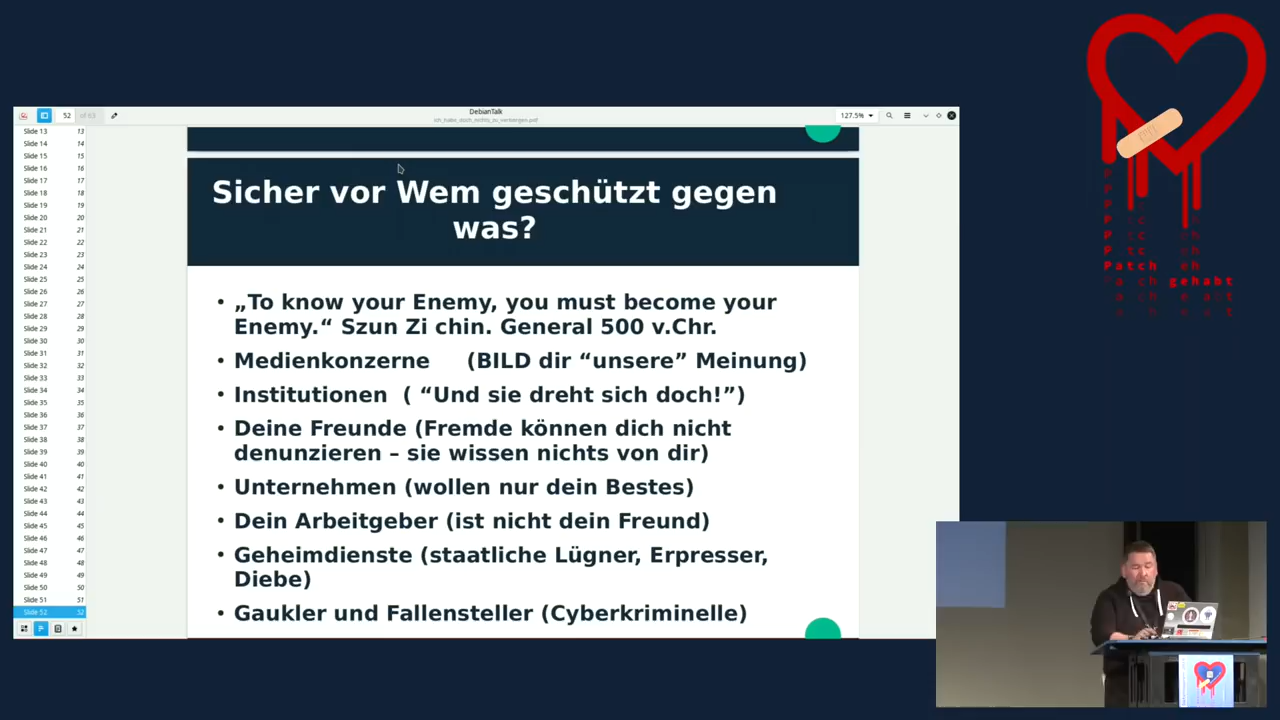 52 of 63
DebianTalk
ich_habe_doch_nichts_zu_verbergen.pdf
127.5%
Slide 13 13
Slide 14 14
Slide 15 15
Slide 16 16
Slide 17 17
Slide 18 18
Slide 19 19
Slide 20 20
Slide 21 21
Slide 22 22
Slide 23 23
Slide 24 24
Slide 25 25
Slide 26 26
Slide 27 27
Slide 28 28
Slide 29 29
Slide 30 30
Slide 31 31
Slide 32 32
Slide 33 33
Slide 34 34
Slide 35 35
Slide 36 36
Slide 37 37
Slide 38 38
Slide 39 39
Slide 40 40
Slide 41 41
Slide 42 42
Slide 43 43
Slide 44 44
Slide 45 45
Slide 46 46
Slide 47 47
Slide 48 48
Slide 49 49
Slide 50 50
Slide 51 51
Slide 52 52
Sicher vor Wem geschützt gegen
was?
• „To know your Enemy, you must become your
Enemy.“ Szun Zi chin. General 500 v.Chr.
• Medienkonzerne (BILD dir “unsere” Meinung)
• Institutionen ( “Und sie dreht sich doch!”)
• Deine Freunde (Fremde können dich nicht
denunzieren – sie wissen nichts von dir)
• Unternehmen (wollen nur dein Bestes)
• Dein Arbeitgeber (ist nicht dein Freund)
• Geheimdienste (staatliche Lügner, Erpresser,
Diebe)
• Gaukler und Fallensteller (Cyberkriminelle)
Patch eh
gehabt